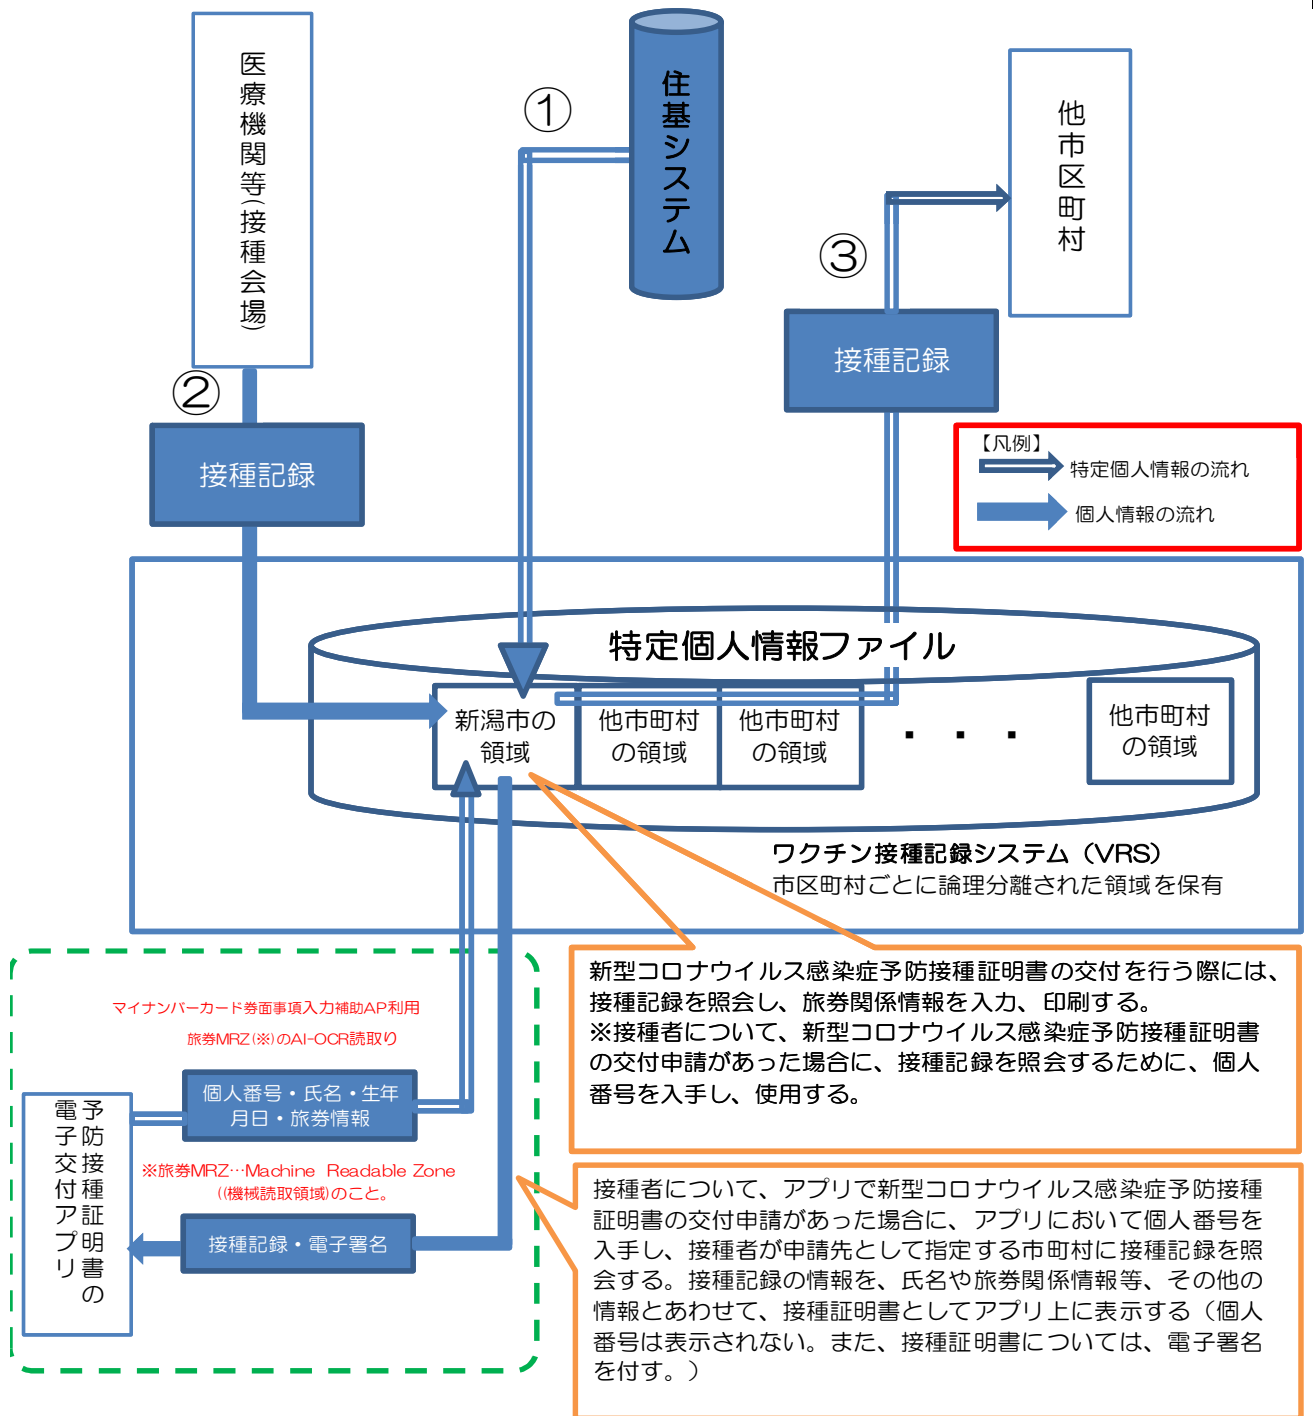 医療機関等(接種会場)
①
住基システム
他市区町村
③
②
接種記録
接種記録
【凡例】
特定個人情報の流れ
個人情報の流れ
特定個人情報ファイル
新潟市の
領域
他市町村
の領域
他市町村
の領域
・・・
他市町村
の領域
ワクチン接種記録システム（VRS）
市区町村ごとに論理分離された領域を保有
新型コロナウイルス感染症予防接種証明書の交付を行う際には、
接種記録を照会し、旅券関係情報を入力、印刷する。
※接種者について、新型コロナウイルス感染症予防接種証明書
の交付申請があった場合に、接種記録を照会するために、個人
番号を入手し、使用する。
マイナンバーカード券面事項入力補助AP利用
旅券MRZ(※)のAI-OCR読取り
個人番号・氏名・生年
月日・旅券情報
予防接種証明書の
電子交付アプリ
※旅券MRZ…Machine Readable Zone
((機械読取領域)のこと。
接種記録・電子署名
接種者について、アプリで新型コロナウイルス感染症予防接種
証明書の交付申請があった場合に、アプリにおいて個人番号を
入手し、接種者が申請先として指定する市町村に接種記録を照
会する。接種記録の情報を、氏名や旅券関係情報等、その他の
情報とあわせて、接種証明書としてアプリ上に表示する（個人
番号は表示されない。また、接種証明書については、電子署名
を付す。）